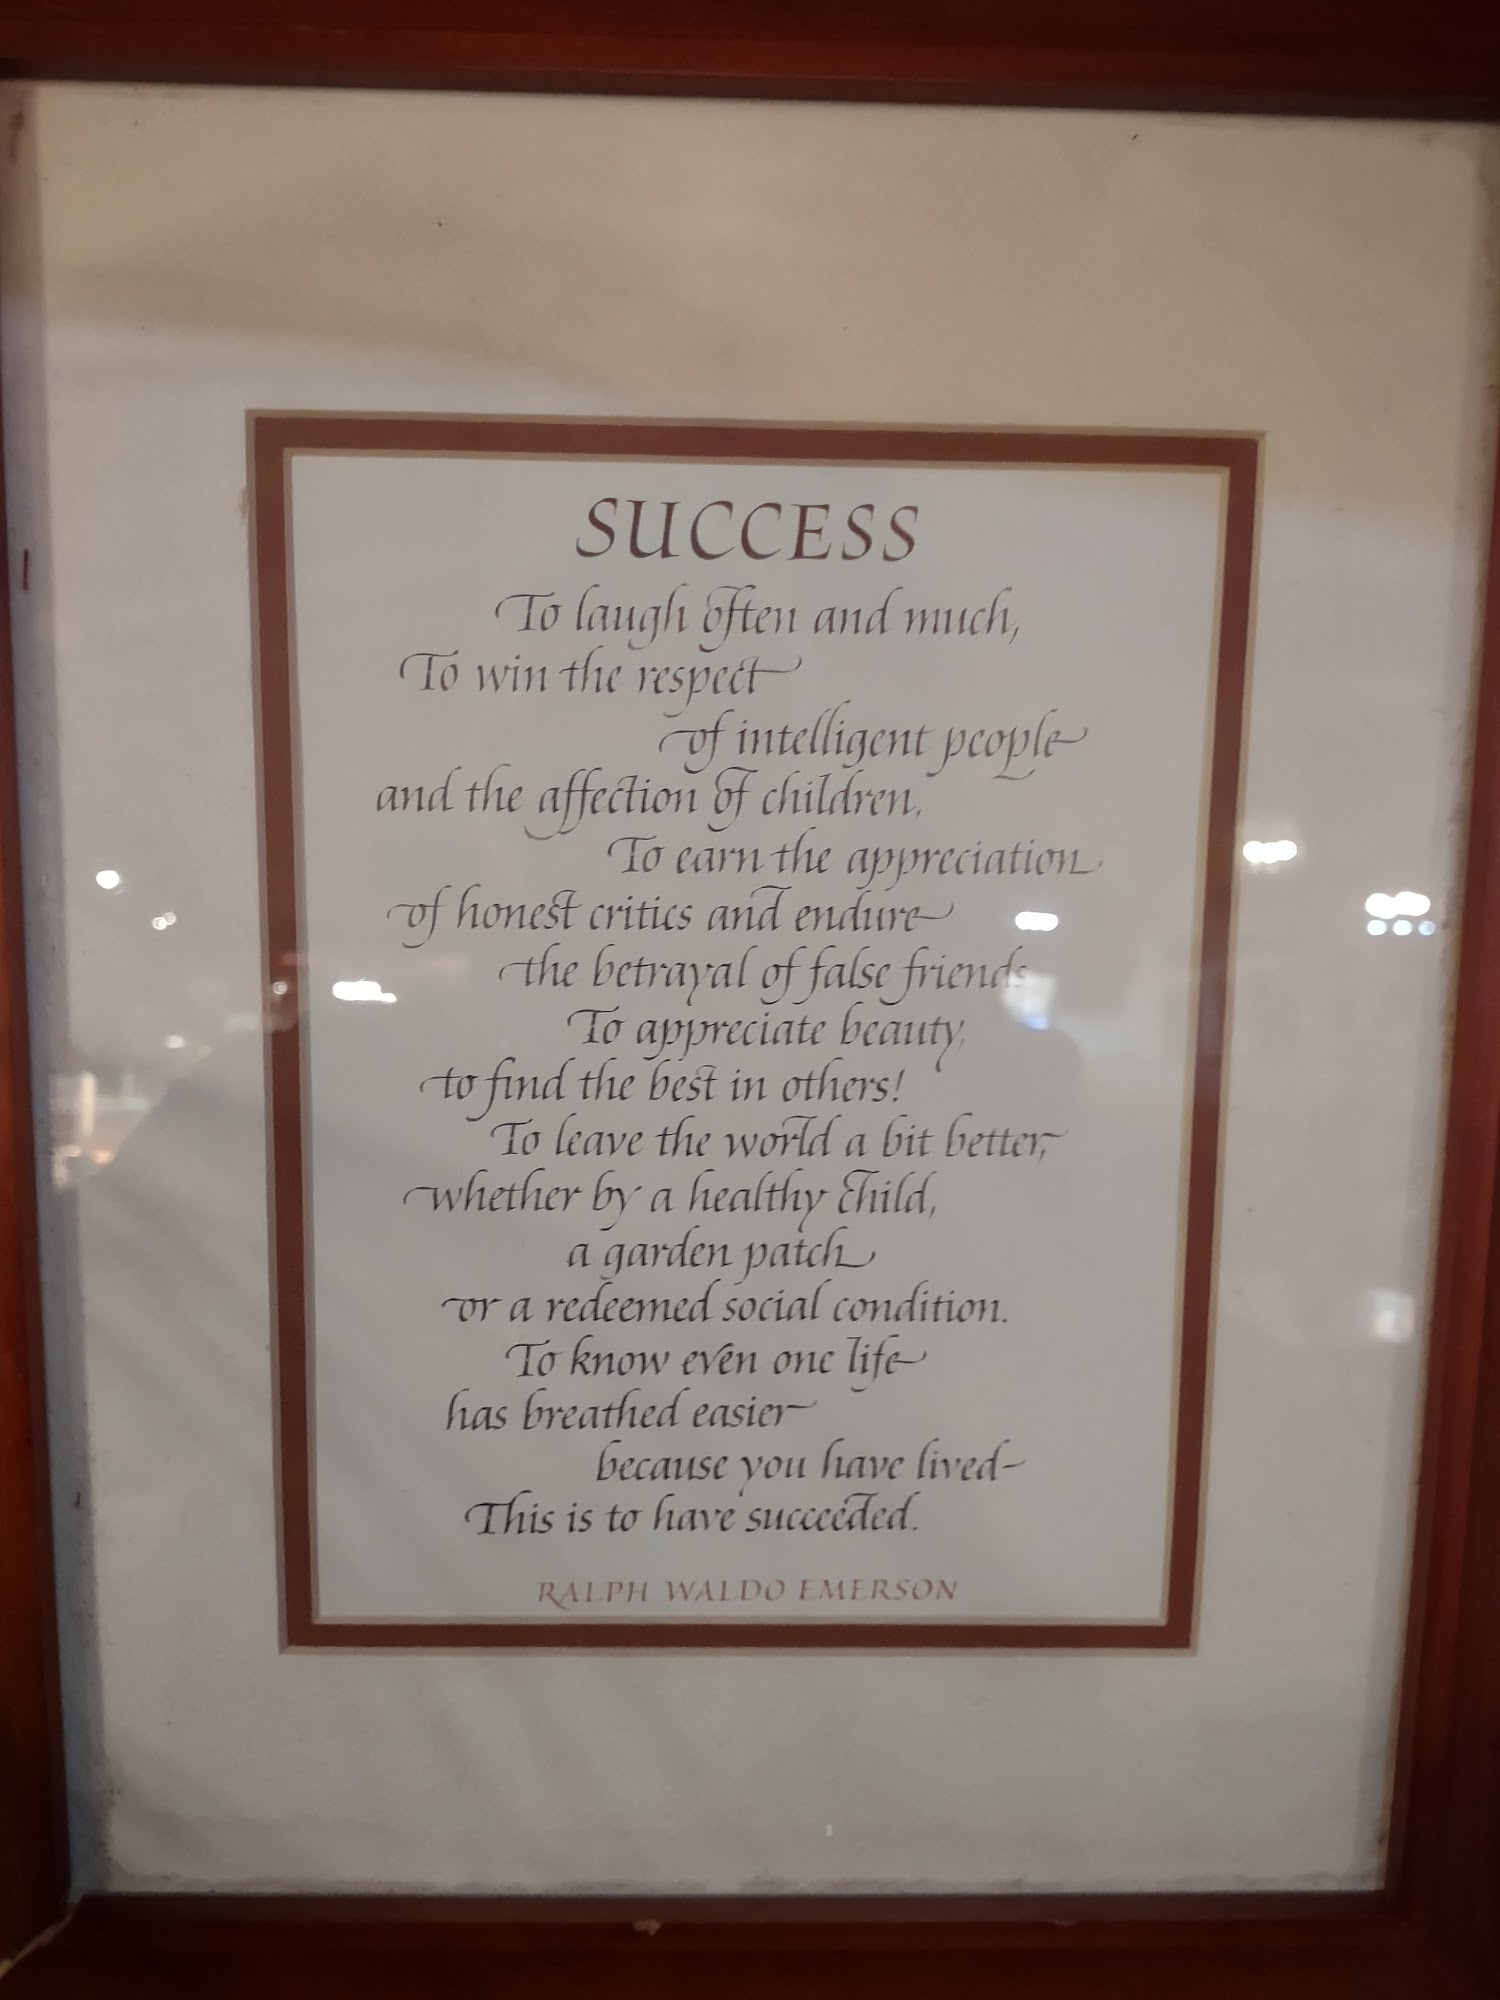 SUCCESS
To laugh often and much,
To win the respect
of intelligent people
and the affection of children,
To earn the appreciation
of honest critics and endure
the betrayal of false friends
To appreciate beauty,
to find the best in others!
To leave the world a bit better,
whether by a healthy child,
a garden patch
or a redeemed social condition.
To know even one life
has breathed easier
because you have lived-
This is to have succeeded.
RALPH WALDO EMERSON